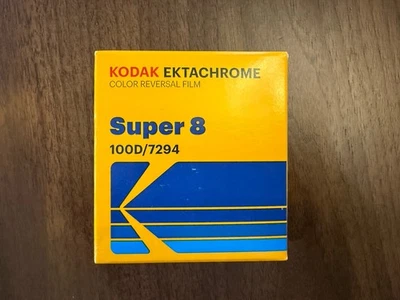 KODAK EKTACHROME
COLOR REVERSAL FILM
Super 8
100D/7294